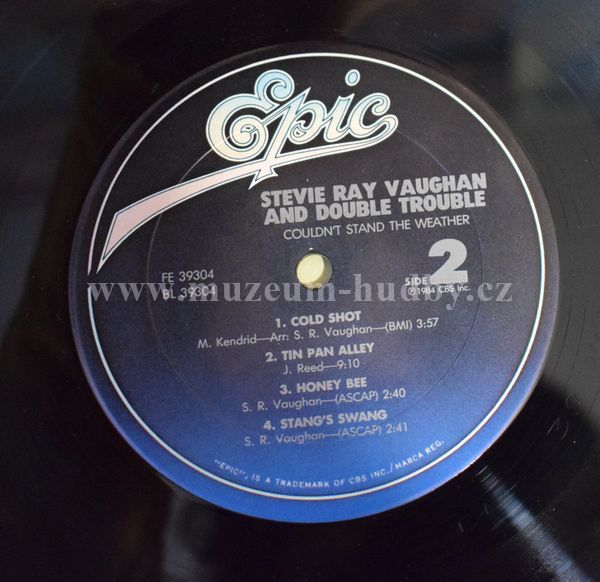 Epic
STEVIE RAY VAUGHAN
AND DOUBLE TROUBLE
COULDN'T STAND THE WEATHER
FE 39304
BL 39304
SIDE 2
℗1984 CBS Inc.
www.muzeum-hudby.cz
1. COLD SHOT
M. Kendrid—Arr: S. R. Vaughan—(BMI) 3:57
2. TIN PAN ALLEY
J. Reed—9:10
3. HONEY BEE
S. R. Vaughan—(ASCAP) 2:40
4. STANG'S SWANG
S. R. Vaughan—(ASCAP) 2:41
"EPIC", IS A TRADEMARK OF CBS INC./MARCA REG.